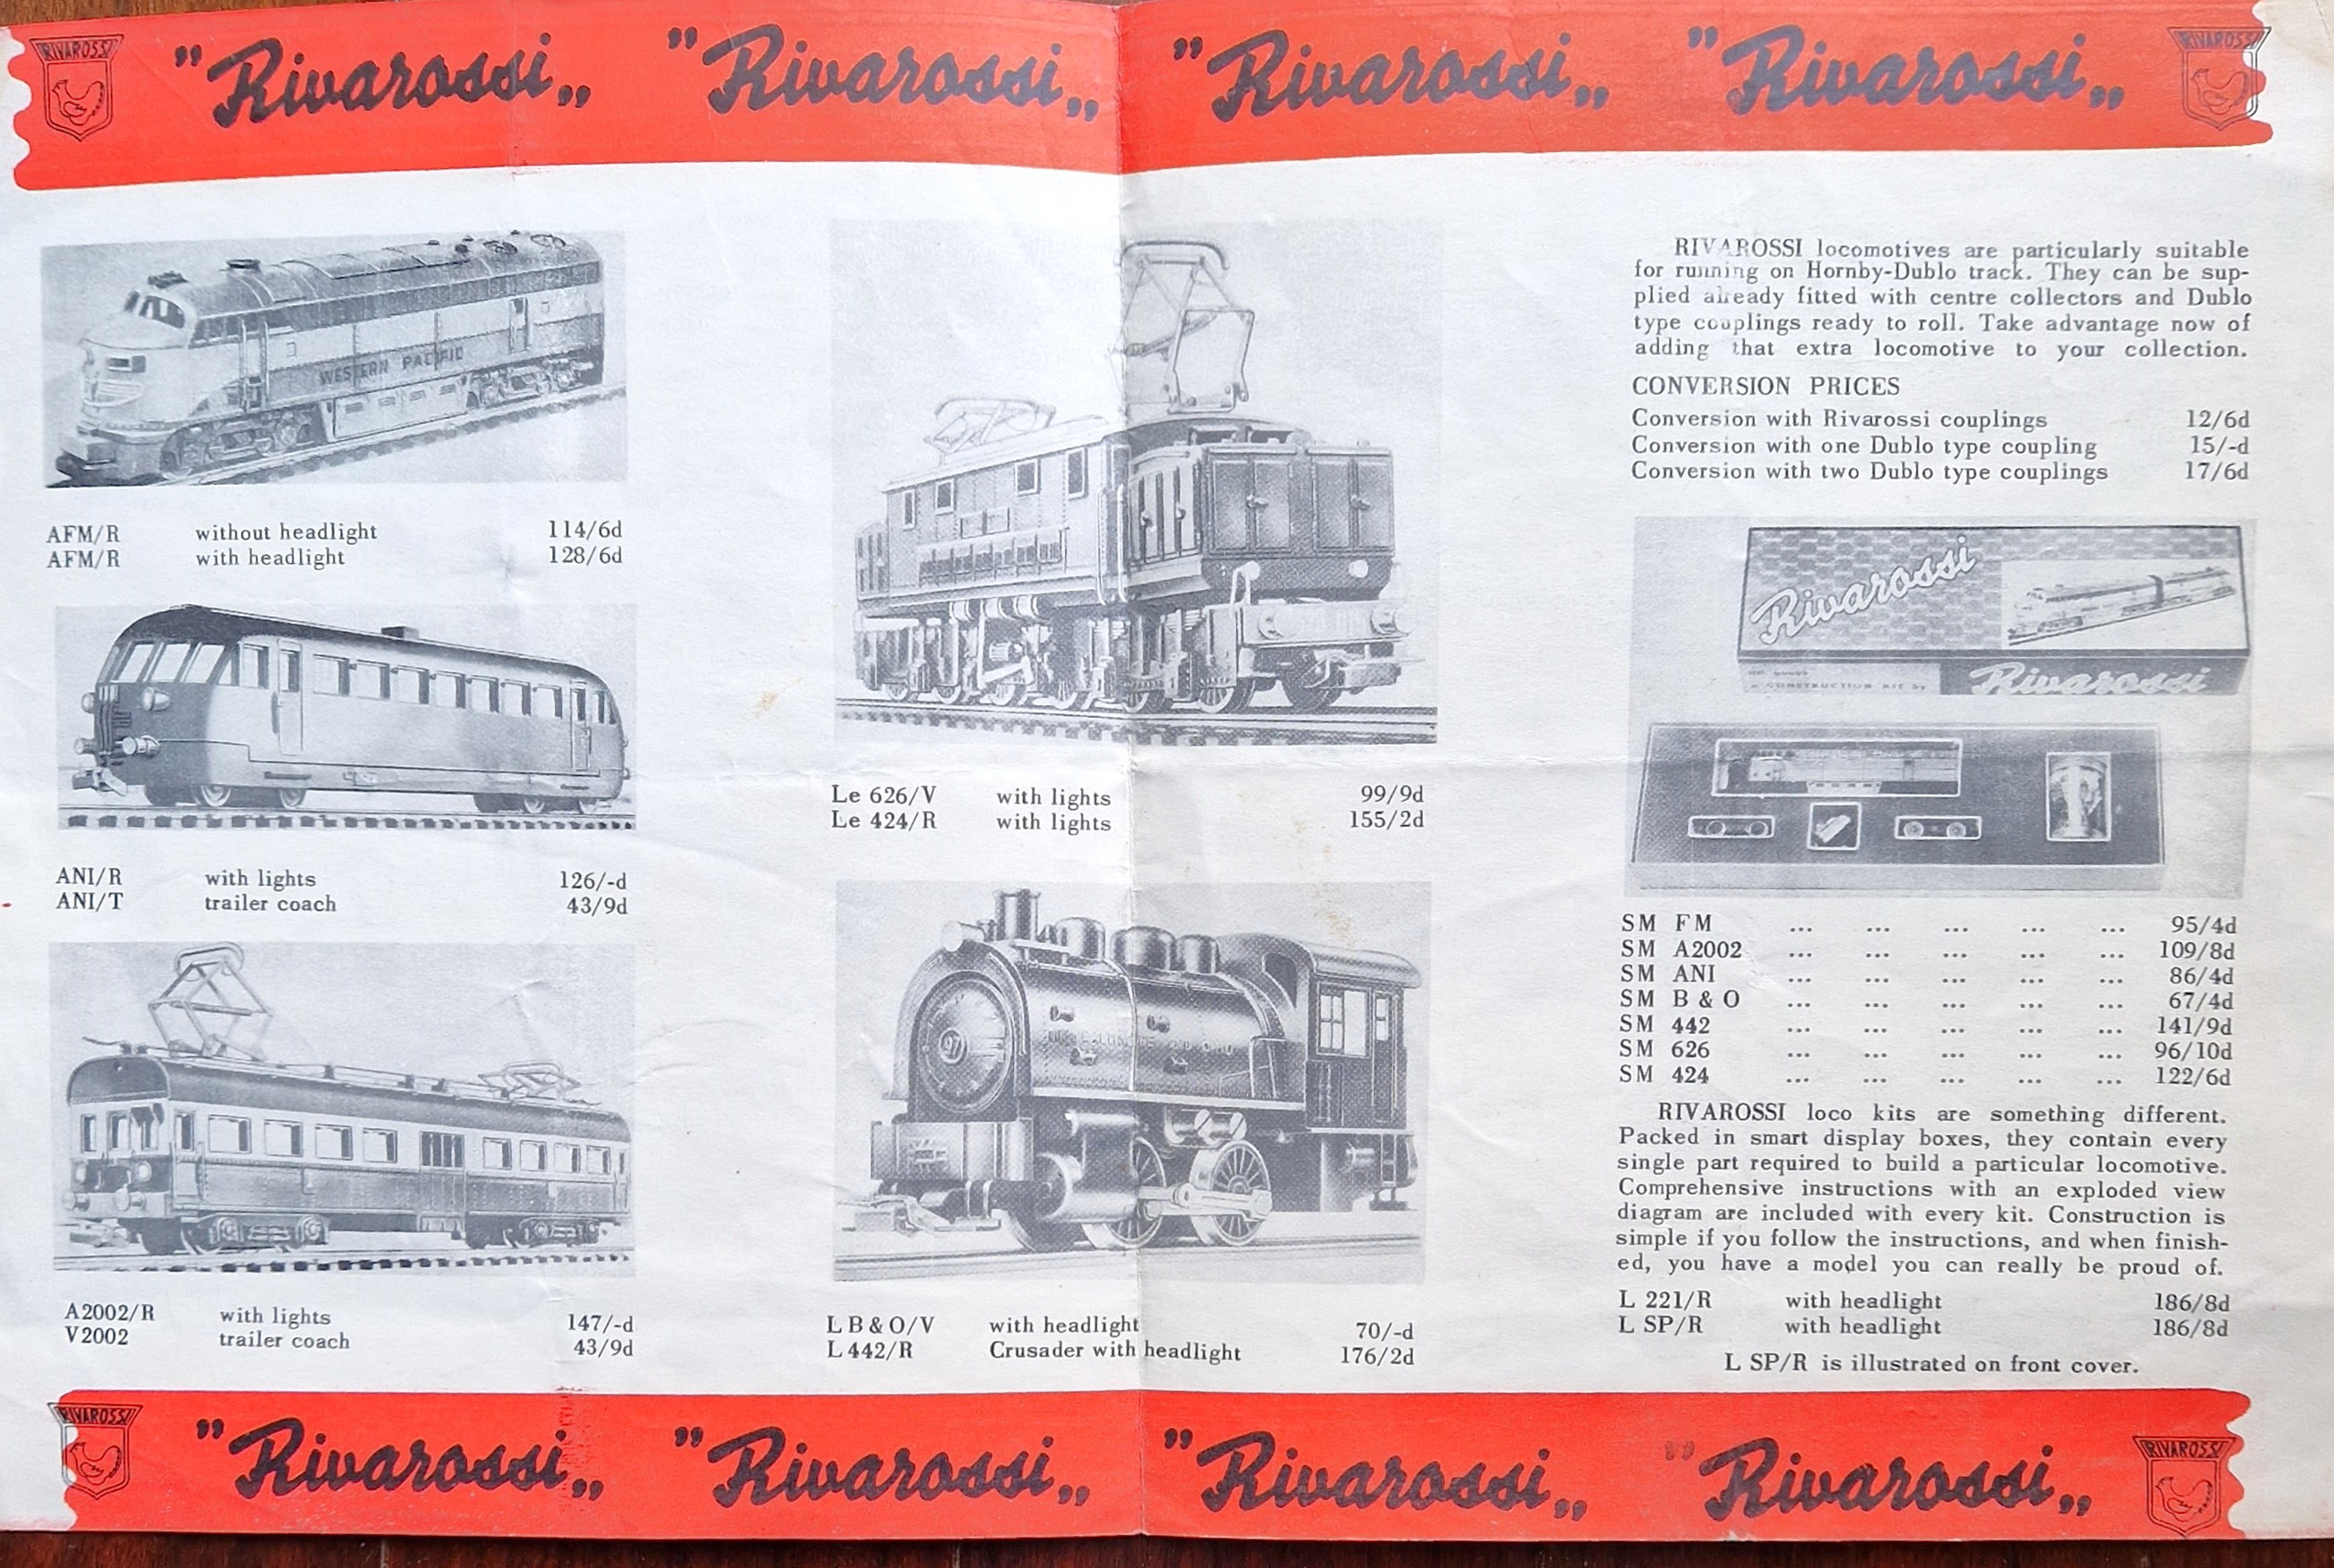 RIVAROSSI
"Rivarossi„
"Rivarossi„
"Rivarossi„
"Rivarossi„
RIVAROSSI
WESTERN PACIFIC
AFM/R without headlight 114/6d
AFM/R with headlight 128/6d
ANI/R with lights 126/-d
ANI/T trailer coach 43/9d
A2002/R with lights 147/-d
V2002 trailer coach 43/9d
Le 626/V with lights 99/9d
Le 424/R with lights 155/2d
97
L B & O/V with headlight 70/-d
L 442/R Crusader with headlight 176/2d
RIVAROSSI locomotives are particularly suitable
for running on Hornby-Dublo track. They can be sup-
plied already fitted with centre collectors and Dublo
type couplings ready to roll. Take advantage now of
adding that extra locomotive to your collection.
CONVERSION PRICES
Conversion with Rivarossi couplings 12/6d
Conversion with one Dublo type coupling 15/-d
Conversion with two Dublo type couplings 17/6d
Rivarossi
CONSTRUCTION KIT by Rivarossi
SM FM ... ... ... ... ... 95/4d
SM A2002 ... ... ... ... ... 109/8d
SM ANI ... ... ... ... ... 86/4d
SM B & O ... ... ... ... ... 67/4d
SM 442 ... ... ... ... ... 141/9d
SM 626 ... ... ... ... ... 96/10d
SM 424 ... ... ... ... ... 122/6d
RIVAROSSI loco kits are something different.
Packed in smart display boxes, they contain every
single part required to build a particular locomotive.
Comprehensive instructions with an exploded view
diagram are included with every kit. Construction is
simple if you follow the instructions, and when finish-
ed, you have a model you can really be proud of.
L 221/R with headlight 186/8d
L SP/R with headlight 186/8d
L SP/R is illustrated on front cover.
RIVAROSSI
"Rivarossi„
"Rivarossi„
"Rivarossi„
"Rivarossi„
RIVAROSSI